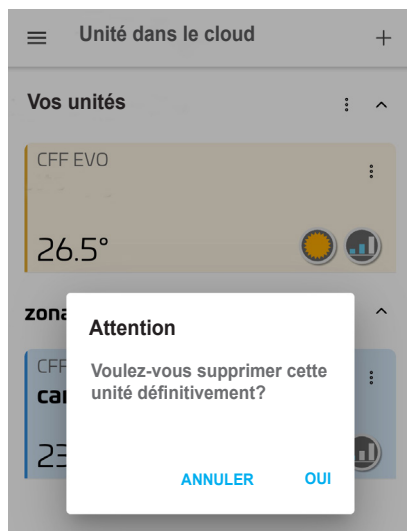 Unité dans le cloud
Vos unités
CFF EVO
26.5°
zona
Attention
CFF
Voulez-vous supprimer cette
unité définitivement?
23
ANNULER OUI